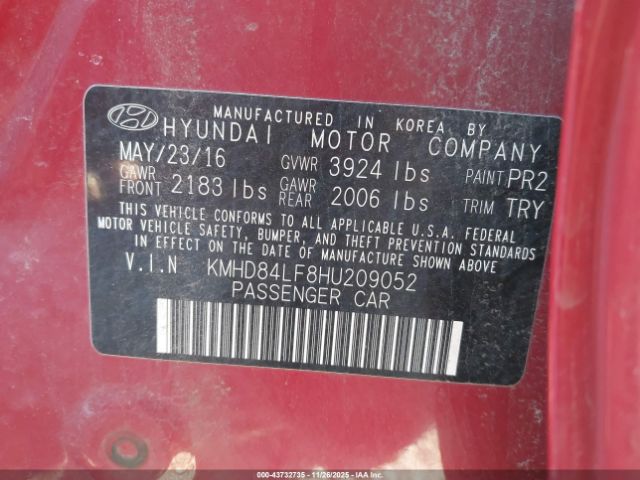 MANUFACTURED IN KOREA BY
HYUNDAI MOTOR COMPANY
MAY/23/16 GVWR 3924 lbs PAINT PR2
GAWR FRONT 2183 lbs GAWR REAR 2006 lbs TRIM TRY
THIS VEHICLE CONFORMS TO ALL APPLICABLE U.S.A. FEDERAL
MOTOR VEHICLE SAFETY, BUMPER, AND THEFT PREVENTION STANDARDS
IN EFFECT ON THE DATE OF MANUFACTURE SHOWN ABOVE.
V.I.N KMHD84LF8HU209052
PASSENGER CAR
000-43732735 - 11/26/2025 - IAAI.COM